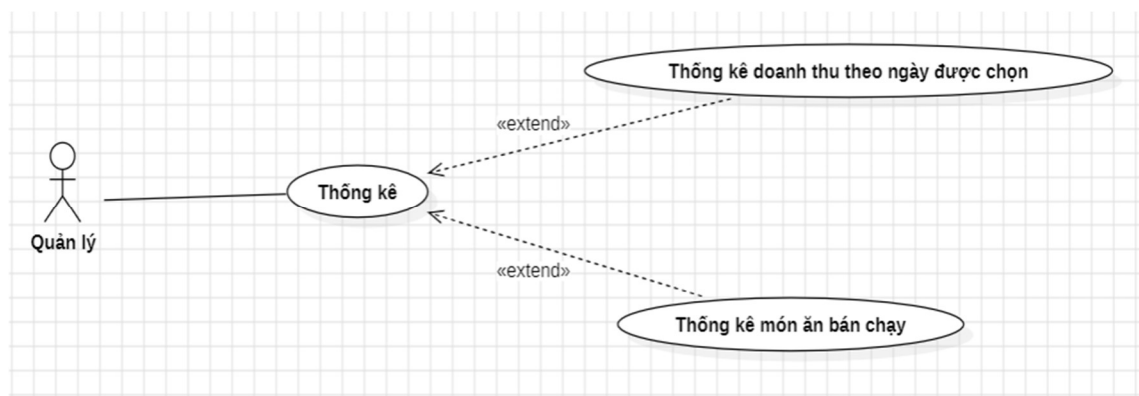 Thống kê doanh thu theo ngày được chọn
«extend»
Thống kê
Quản lý
«extend»
Thống kê món ăn bán chạy